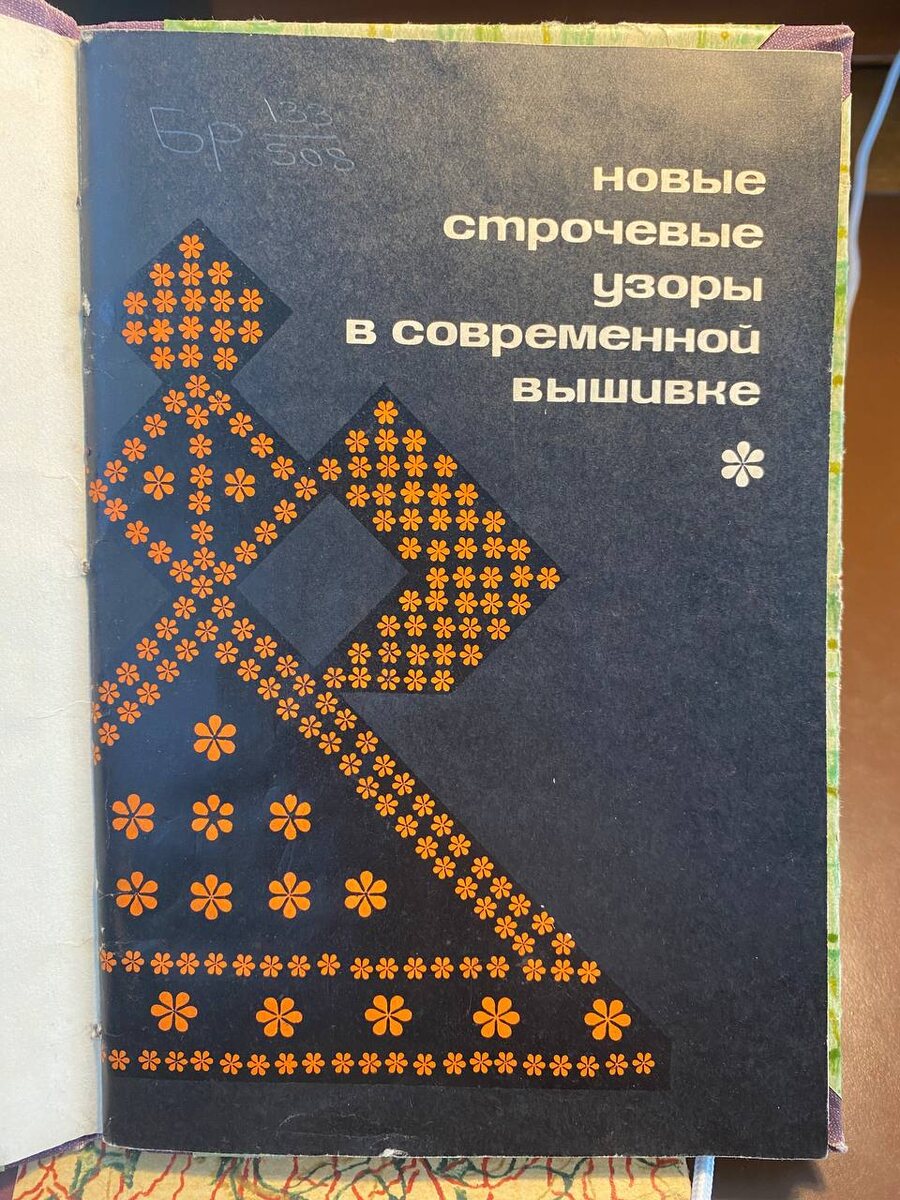 Бр 133
508
новые
строчевые
узоры
в современной
вышивке